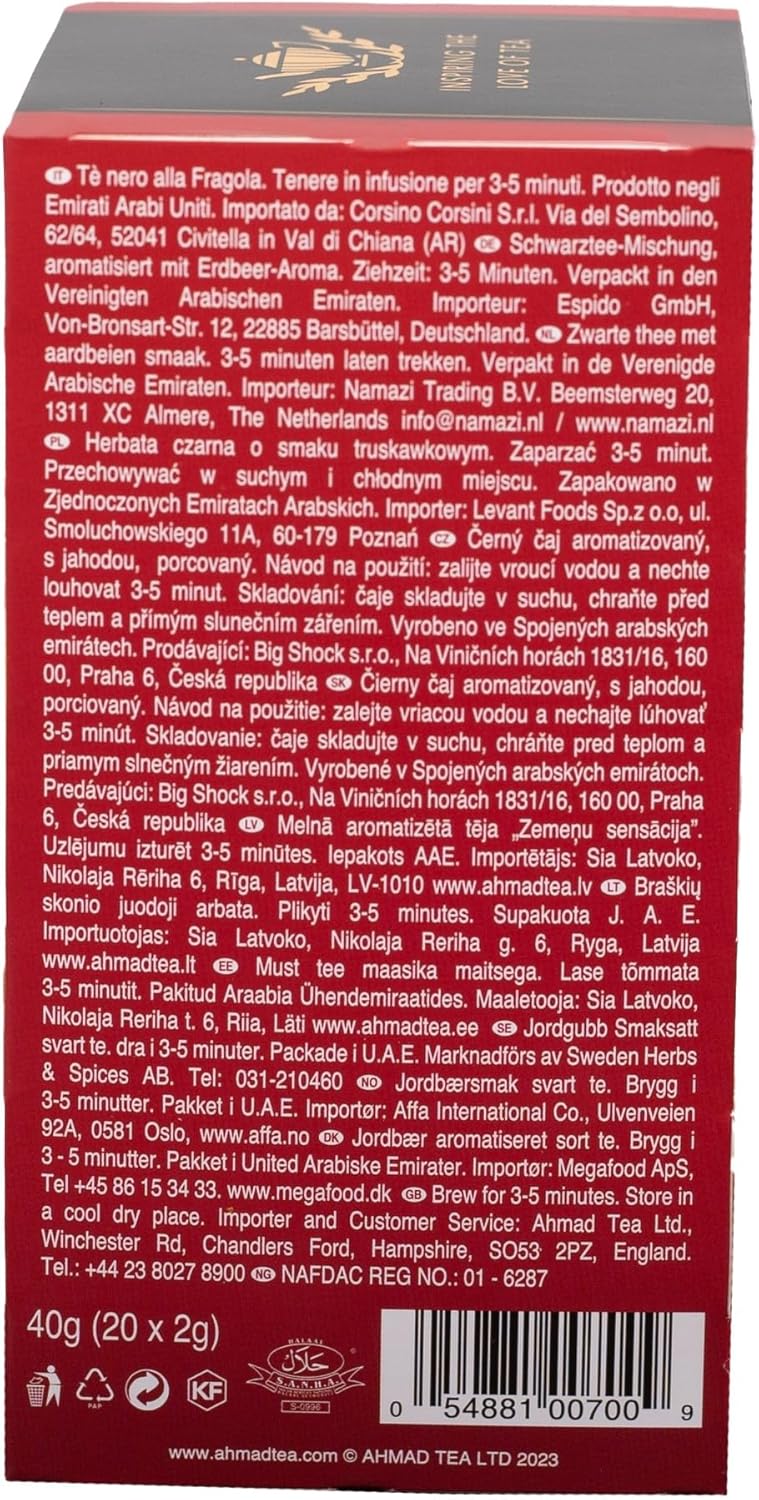 INSPIRING THE
LOVE OF TEA
IT Tè nero alla Fragola. Tenere in infusione per 3-5 minuti. Prodotto negli
Emirati Arabi Uniti. Importato da: Corsino Corsini S.r.l. Via del Sembolino,
62/64, 52041 Civitella in Val di Chiana (AR) DE Schwarztee-Mischung,
aromatisiert mit Erdbeer-Aroma. Ziehzeit: 3-5 Minuten. Verpackt in den
Vereinigten Arabischen Emiraten. Importeur: Espido GmbH,
Von-Bronsart-Str. 12, 22885 Barsbüttel, Deutschland. NL Zwarte thee met
aardbeien smaak. 3-5 minuten laten trekken. Verpakt in de Verenigde
Arabische Emiraten. Importeur: Namazi Trading B.V. Beemsterweg 20,
1311 XC Almere, The Netherlands info@namazi.nl / www.namazi.nl
PL Herbata czarna o smaku truskawkowym. Zaparzać 3-5 minut.
Przechowywać w suchym i chłodnym miejscu. Zapakowano w
Zjednoczonych Emiratach Arabskich. Importer: Levant Foods Sp.z o.o, ul.
Smoluchowskiego 11A, 60-179 Poznań CZ Černý čaj aromatizovaný,
s jahodou, porcovaný. Návod na použití: zalijte vroucí vodou a nechte
louhovat 3-5 minut. Skladování: čaje skladujte v suchu, chraňte před
teplem a přímým slunečním zářením. Vyrobeno ve Spojených arabských
emirátech. Prodávající: Big Shock s.r.o., Na Viničních horách 1831/16, 160
00, Praha 6, Česká republika SK Čierny čaj aromatizovaný, s jahodou,
porciovaný. Návod na použitie: zalejte vriacou vodou a nechajte lúhovať
3-5 minút. Skladovanie: čaje skladujte v suchu, chráňte pred teplom a
priamym slnečným žiarením. Vyrobené v Spojených arabských emirátoch.
Predávajúci: Big Shock s.r.o., Na Viničních horách 1831/16, 160 00, Praha
6, Česká republika LV Melnā aromatizētā tēja „Zemeņu sensācija”.
Uzlējumu izturēt 3-5 minūtes. Iepakots AAE. Importētājs: Sia Latvoko,
Nikolaja Rēriha 6, Rīga, Latvija, LV-1010 www.ahmadtea.lv LT Braškių
skonio juodoji arbata. Plikyti 3-5 minutes. Supakuota J. A. E.
Importuotojas: Sia Latvoko, Nikolaja Reriha g. 6, Ryga, Latvija
www.ahmadtea.lt EE Must tee maasika maitsega. Lase tõmmata
3-5 minutit. Pakitud Araabia Ühendemiraatides. Maaletooja: Sia Latvoko,
Nikolaja Reriha t. 6, Riia, Läti www.ahmadtea.ee SE Jordgubb Smaksatt
svart te. dra i 3-5 minuter. Packade i U.A.E. Marknadförs av Sweden Herbs
& Spices AB. Tel: 031-210460 NO Jordbærsmak svart te. Brygg i
3-5 minutter. Pakket i U.A.E. Importør: Affa International Co., Ulvenveien
92A, 0581 Oslo, www.affa.no DK Jordbær aromatiseret sort te. Brygg i
3 - 5 minutter. Pakket i United Arabiske Emirater. Importør: Megafood ApS,
Tel +45 86 15 34 33. www.megafood.dk GB Brew for 3-5 minutes. Store in
a cool dry place. Importer and Customer Service: Ahmad Tea Ltd.,
Winchester Rd, Chandlers Ford, Hampshire, SO53 2PZ, England.
Tel.: +44 23 8027 8900 NG NAFDAC REG NO.: 01 - 6287
40g (20 x 2g)
PAP
KF
HALAAL
حلال
S.A.N.H.A.
S-0996
0 54881 00700 9
www.ahmadtea.com © AHMAD TEA LTD 2023